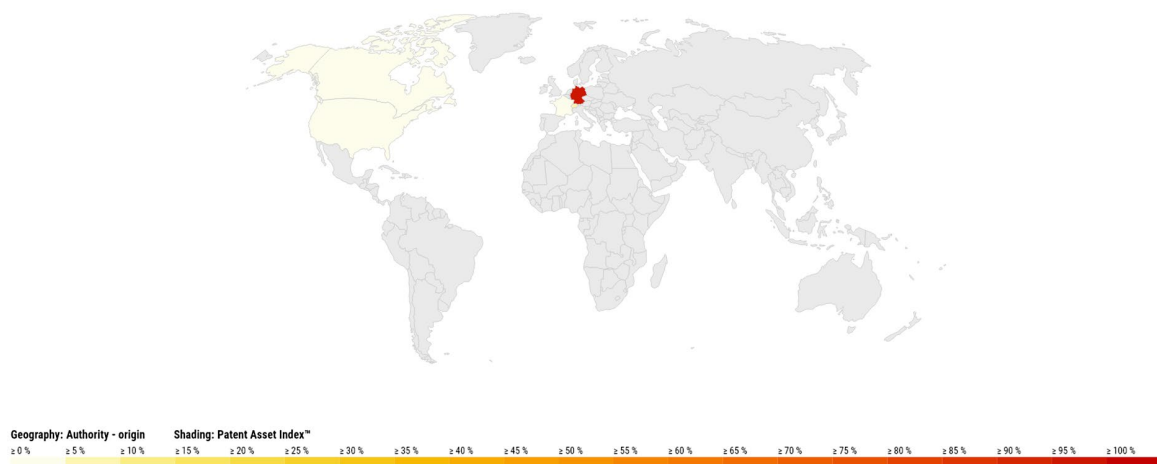 Geography: Authority - origin Shading: Patent Asset Index™
≥ 0 % ≥ 5 % ≥ 10 % ≥ 15 % ≥ 20 % ≥ 25 % ≥ 30 % ≥ 35 % ≥ 40 % ≥ 45 % ≥ 50 % ≥ 55 % ≥ 60 % ≥ 65 % ≥ 70 % ≥ 75 % ≥ 80 % ≥ 85 % ≥ 90 % ≥ 95 % ≥ 100 %